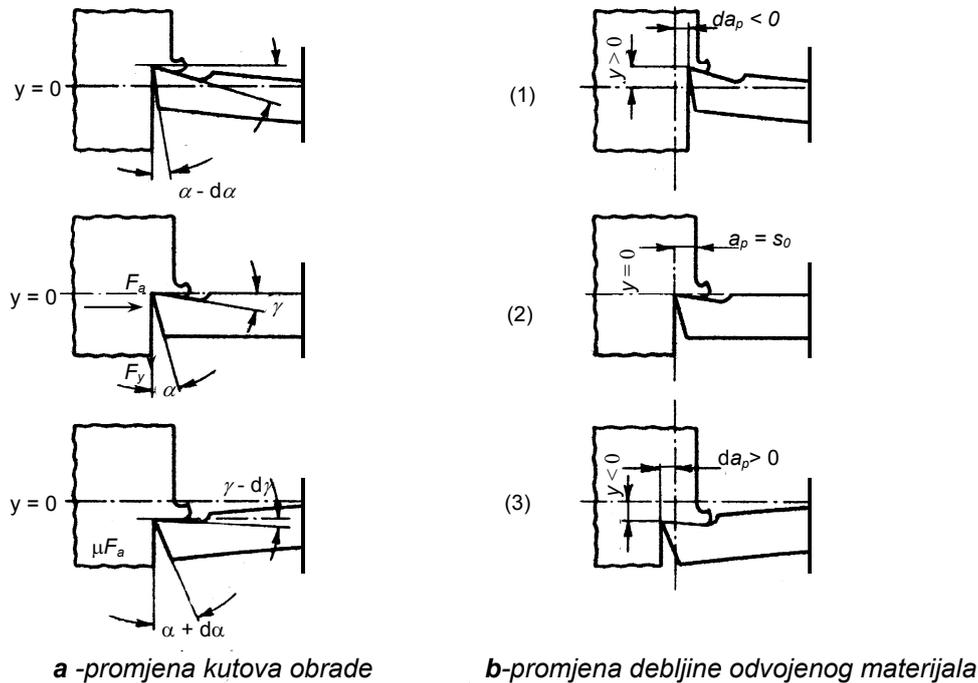 y = 0
α - dα
(1)
da_p < 0
y > 0
y = 0
F_a
γ
F_y
α
(2)
a_p = s_0
y = 0
y = 0
γ - dγ
μF_a
α + dα
(3)
da_p > 0
y < 0
a -promjena kutova obrade
b-promjena debljine odvojenog materijala